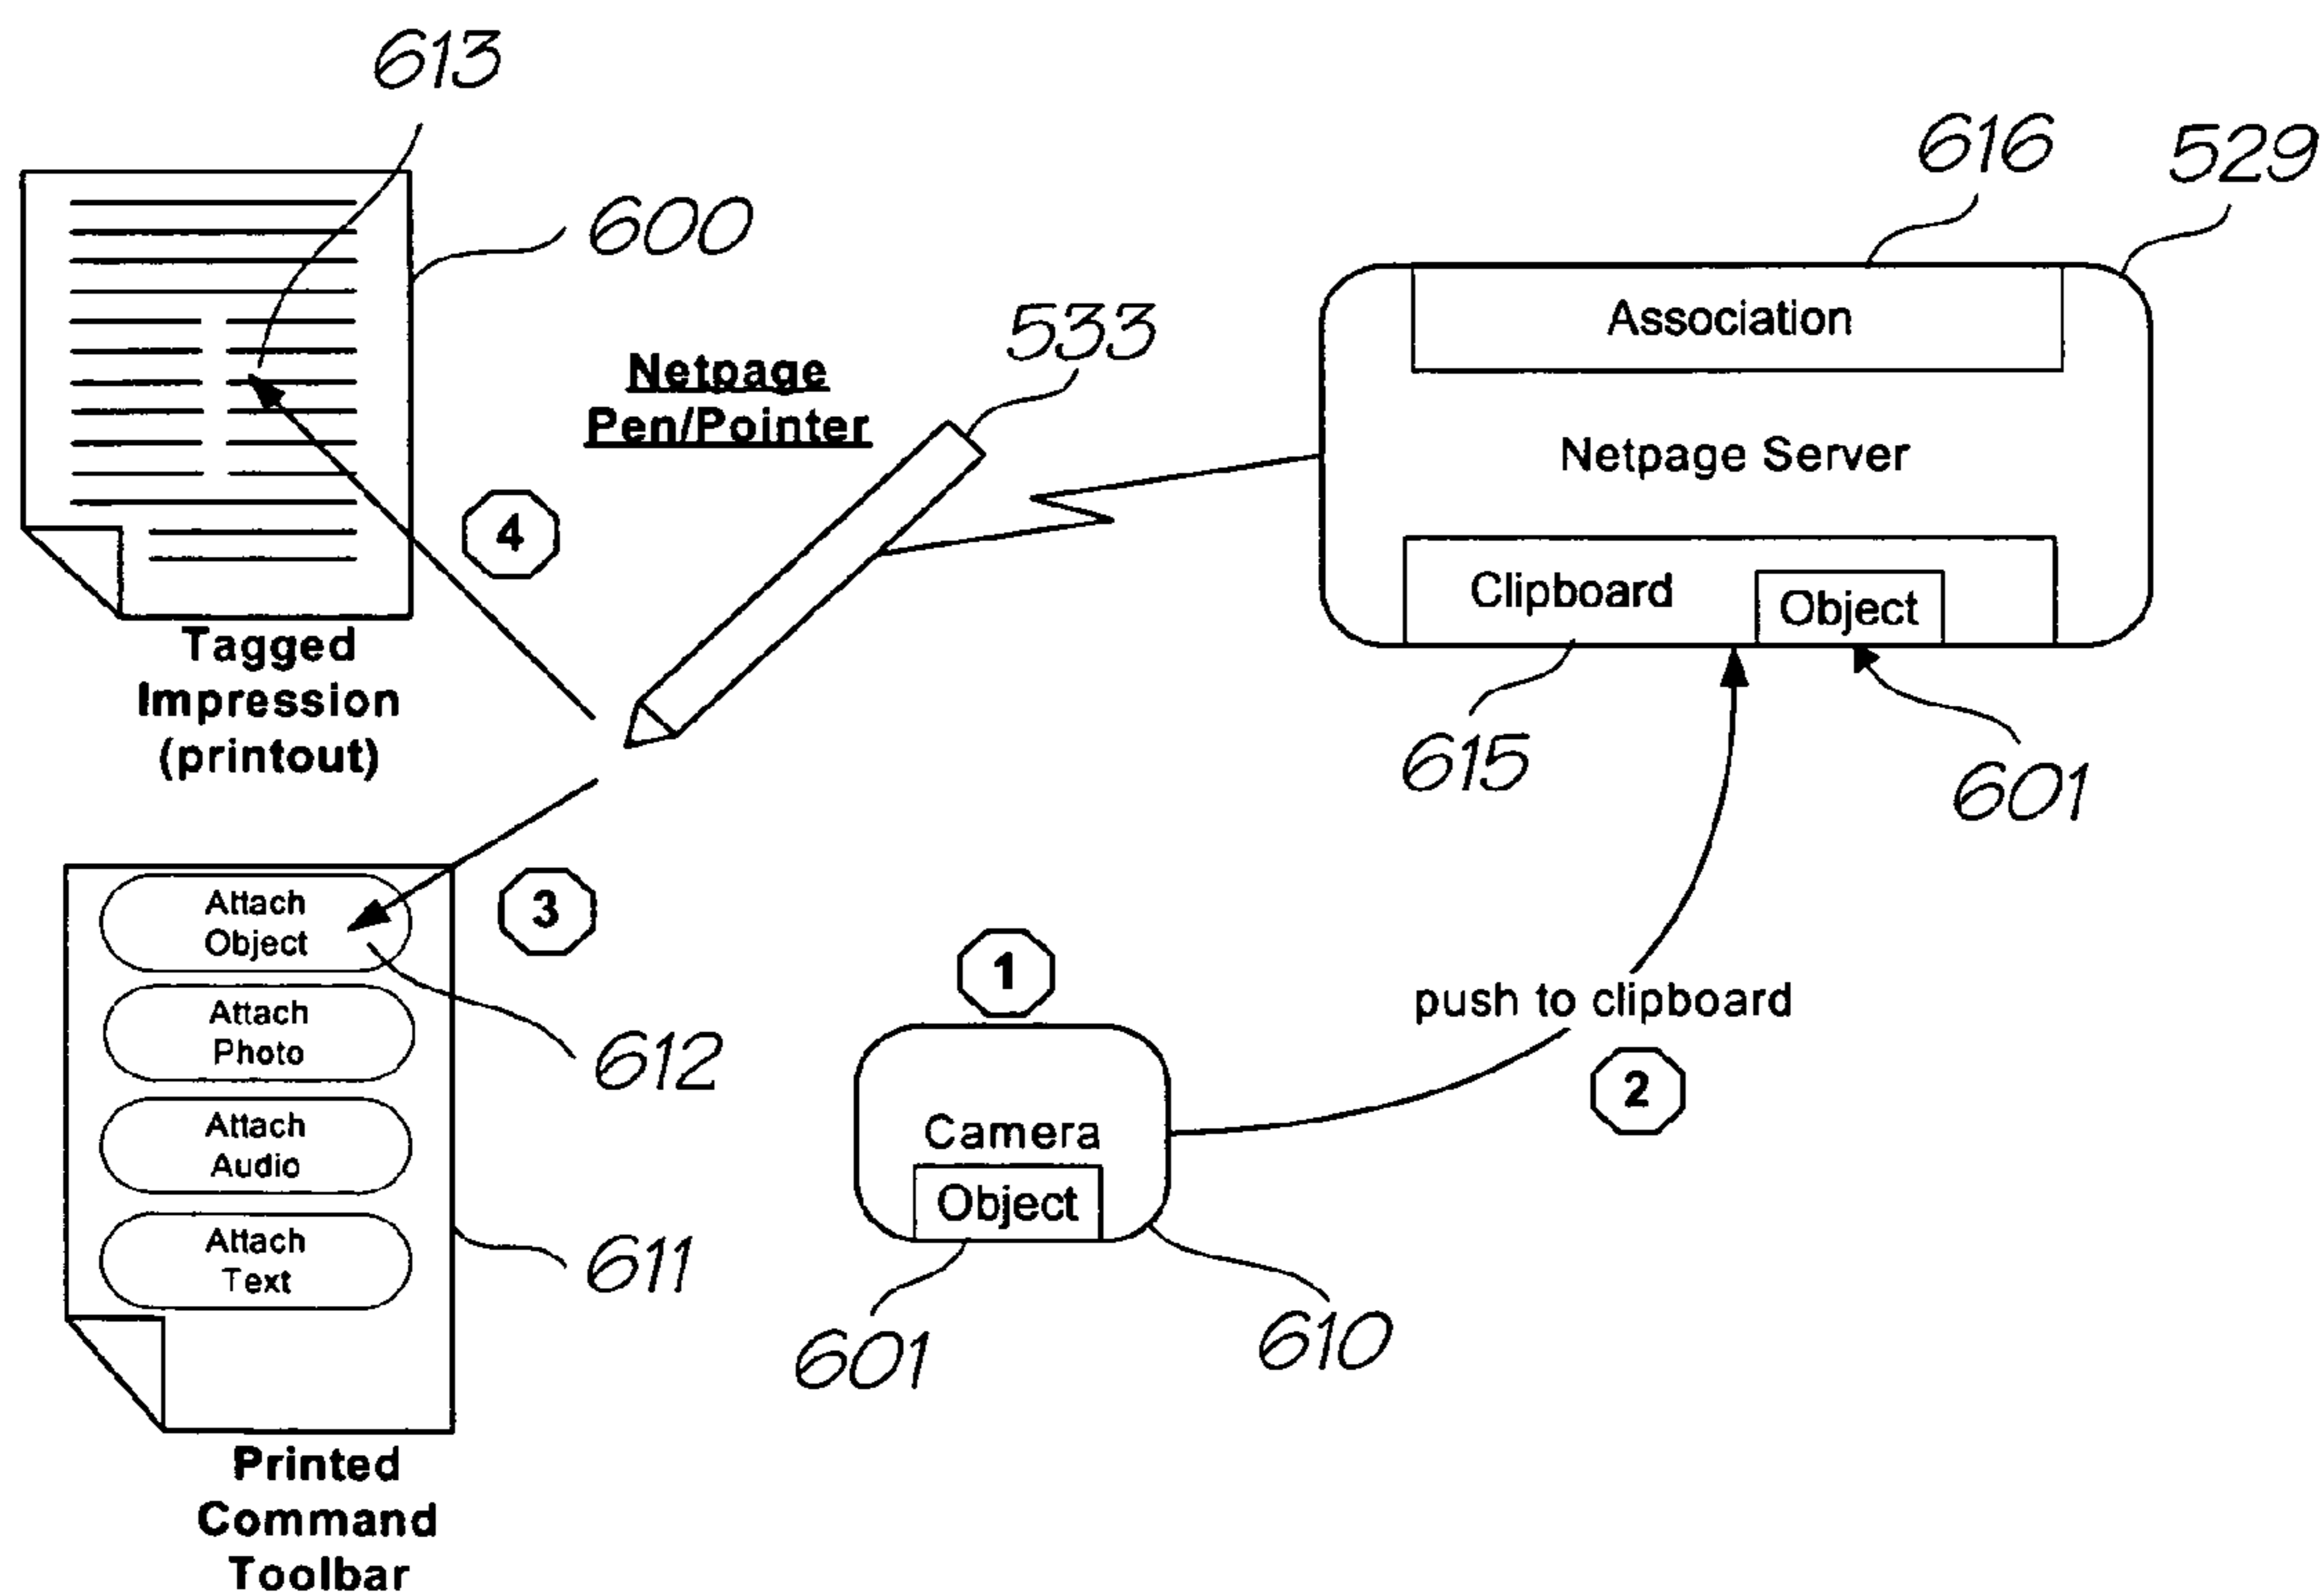 613
600
Tagged
Impression
(printout)
Netpage
Pen/Pointer
533
4
616
529
Association
Netpage Server
Clipboard
Object
615
601
3
Attach
Object
Attach
Photo
Attach
Audio
Attach
Text
612
611
Printed
Command
Toolbar
1
Camera
Object
601
610
push to clipboard
2